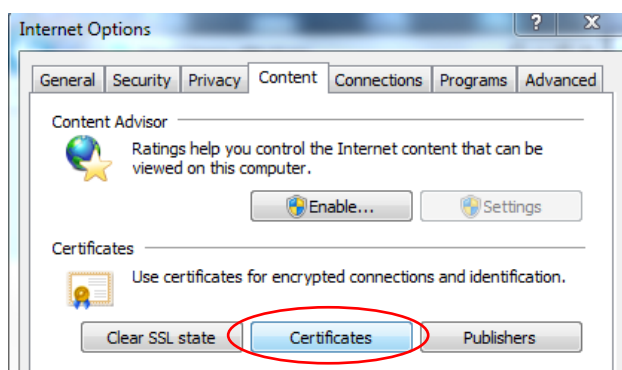 Internet Options
? X
General Security Privacy Content Connections Programs Advanced
Content Advisor
Ratings help you control the Internet content that can be
viewed on this computer.
Enable... Settings
Certificates
Use certificates for encrypted connections and identification.
Clear SSL state Certificates Publishers